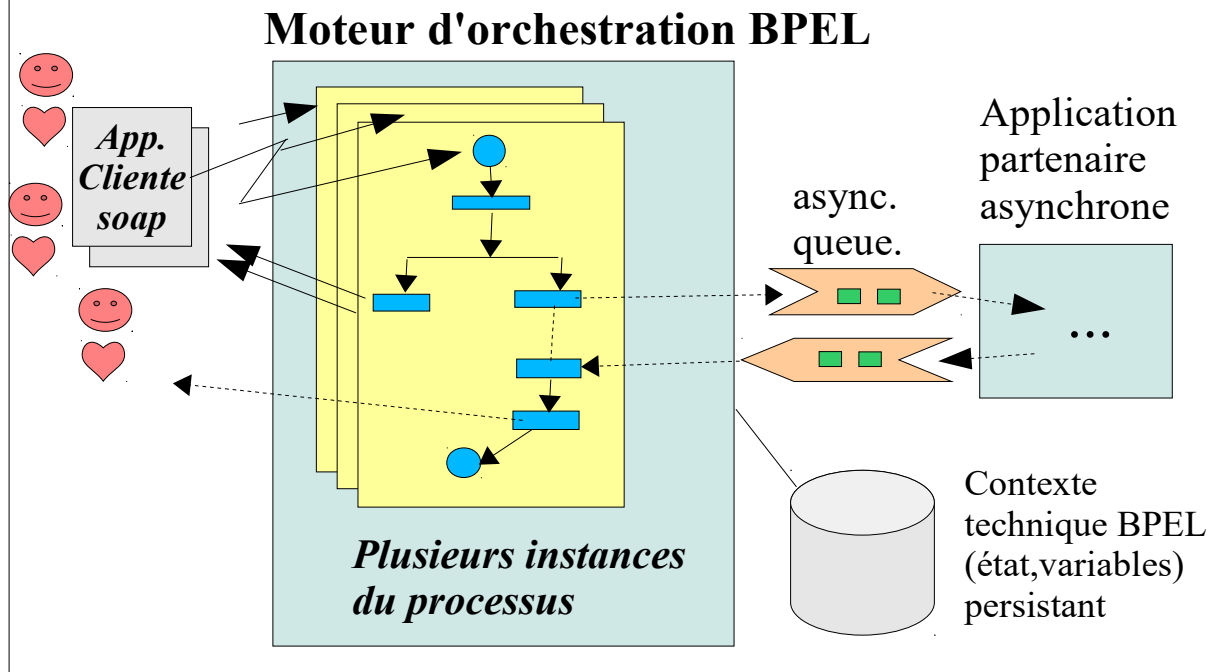 Moteur d'orchestration BPEL
App.
Cliente
soap
async.
queue.
Application
partenaire
asynchrone
...
Plusieurs instances
du processus
Contexte
technique BPEL
(état,variables)
persistant